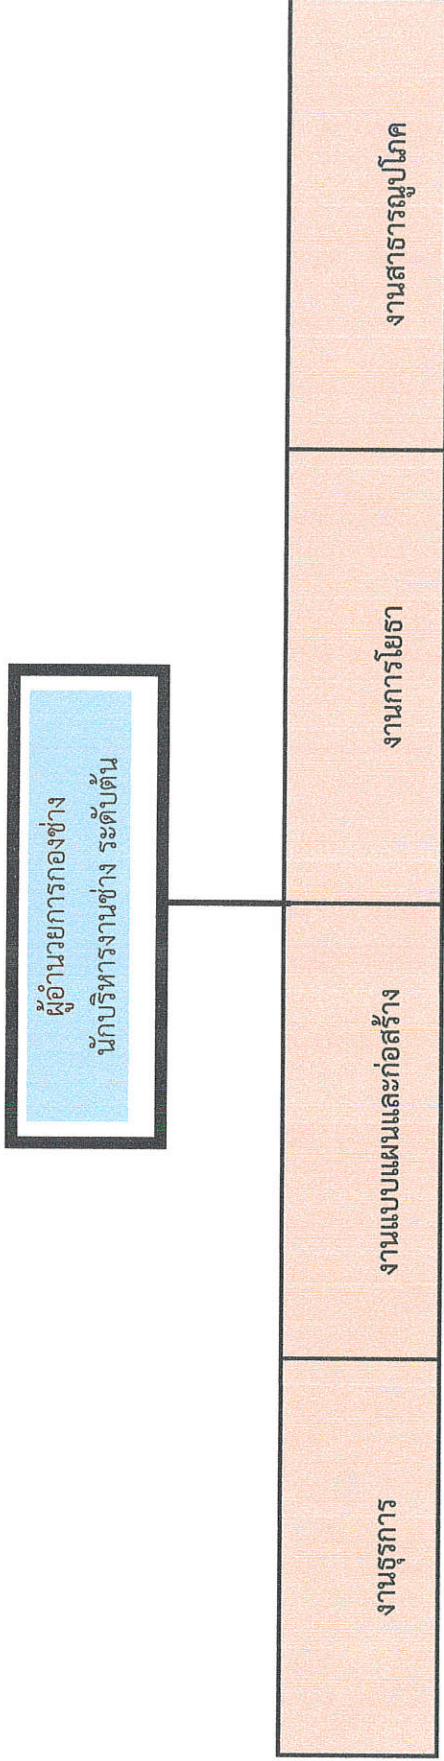 ผู้อำนวยการกองช่าง
นักบริหารงานช่าง ระดับต้น
งานธุรการ
งานแบบแผนและก่อสร้าง
งานการโยธา
งานสาธารณูปโภค